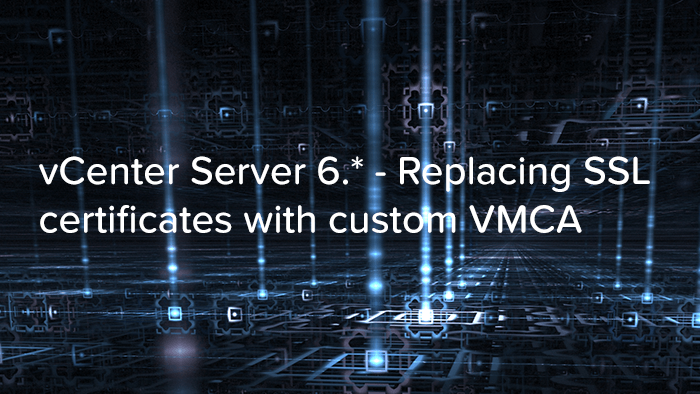 vCenter Server 6.* - Replacing SSL
certificates with custom VMCA